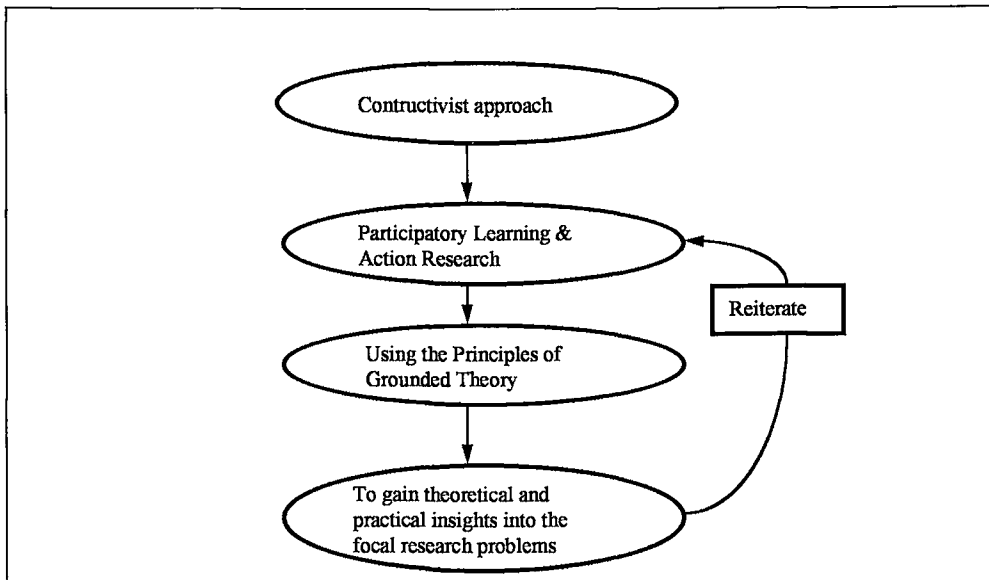 Contructivist approach
Participatory Learning &
Action Research
Reiterate
Using the Principles of
Grounded Theory
To gain theoretical and
practical insights into the
focal research problems